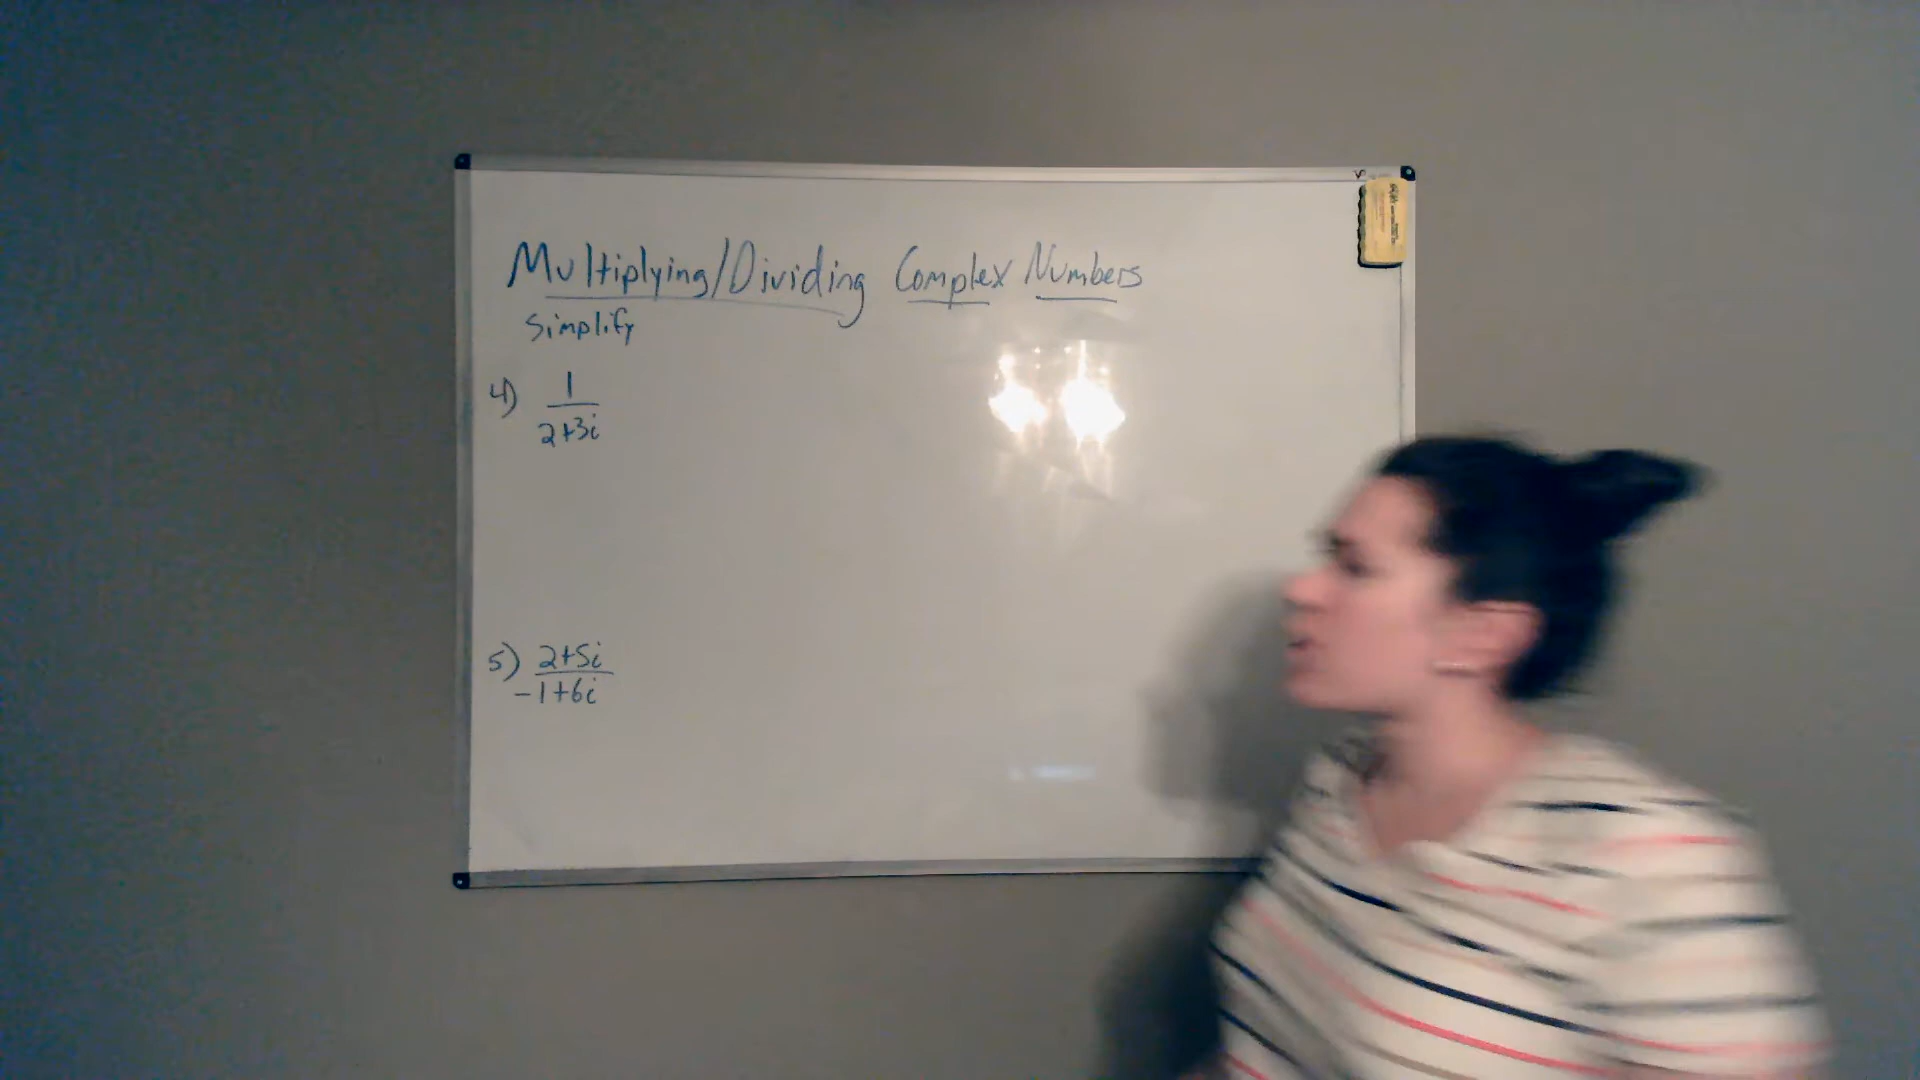 Multiplying/Dividing Complex Numbers
Simplify
4) 1
2+3i
5) 2+5i
-1+6i